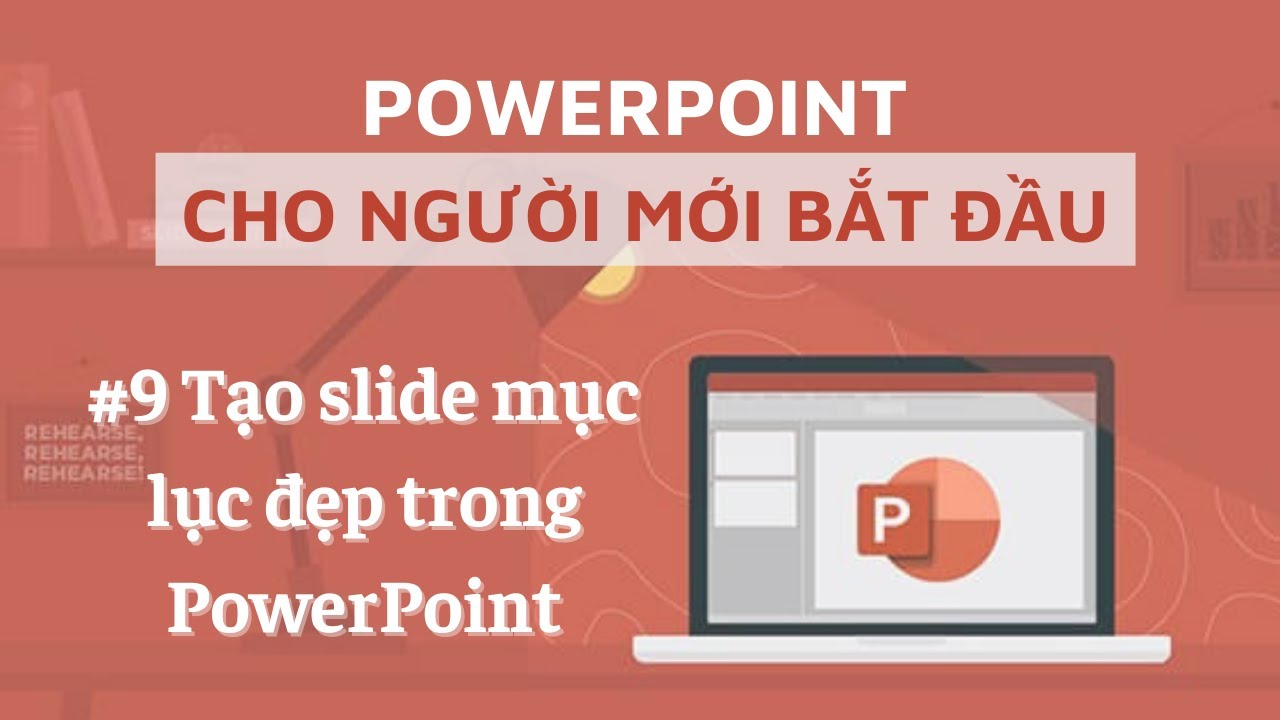 POWERPOINT
CHO NGƯỜI MỚI BẮT ĐẦU
#9 Tạo slide mục
lục đẹp trong
PowerPoint
REHEARSE,
REHEARSE,
REHEARSE!
P